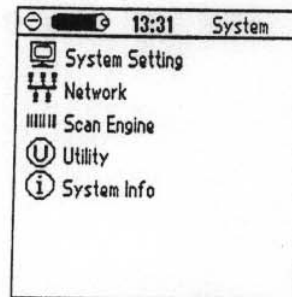 13:31 System
System Setting
Network
Scan Engine
Utility
System Info